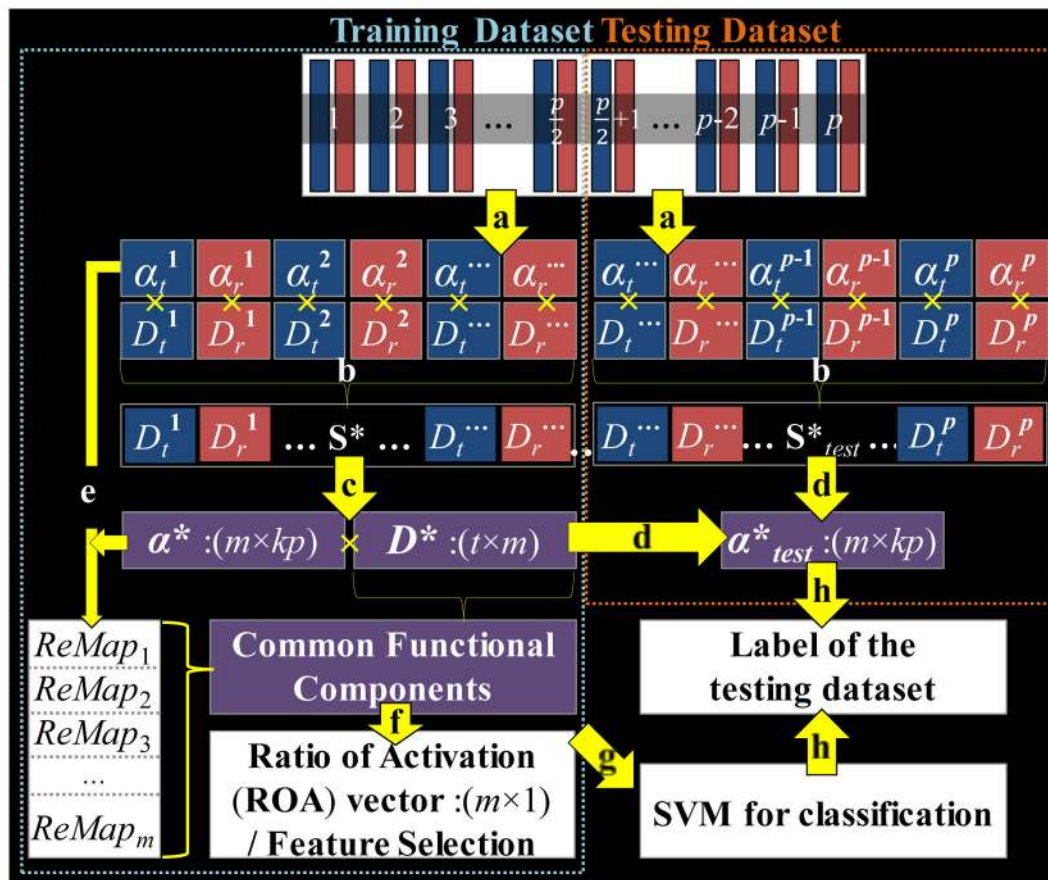 Training Dataset Testing Dataset
1 2 3 ... p/2 p/2+1 ... p-2 p-1 p
a a
α_t^1 α_r^1 α_t^2 α_r^2 α_t^... α_r^... α_t^... α_r^... α_t^p-1 α_r^p-1 α_t^p α_r^p
× × × × × × × × × × × ×
D_t^1 D_r^1 D_t^2 D_r^2 D_t^... D_r^... D_t^... D_r^... D_t^p-1 D_r^p-1 D_t^p D_r^p
b b
D_t^1 D_r^1 ... S* ... D_t^... D_r^... ... D_t^... D_r^... ... S*_test ... D_t^p D_r^p
e c d
α* :(m×kp) × D* :(t×m) d α*_test :(m×kp)
h
ReMap_1
ReMap_2
ReMap_3
...
ReMap_m
Common Functional
Components
f
Ratio of Activation
(ROA) vector :(m×1)
/ Feature Selection
g
Label of the
testing dataset
h
SVM for classification